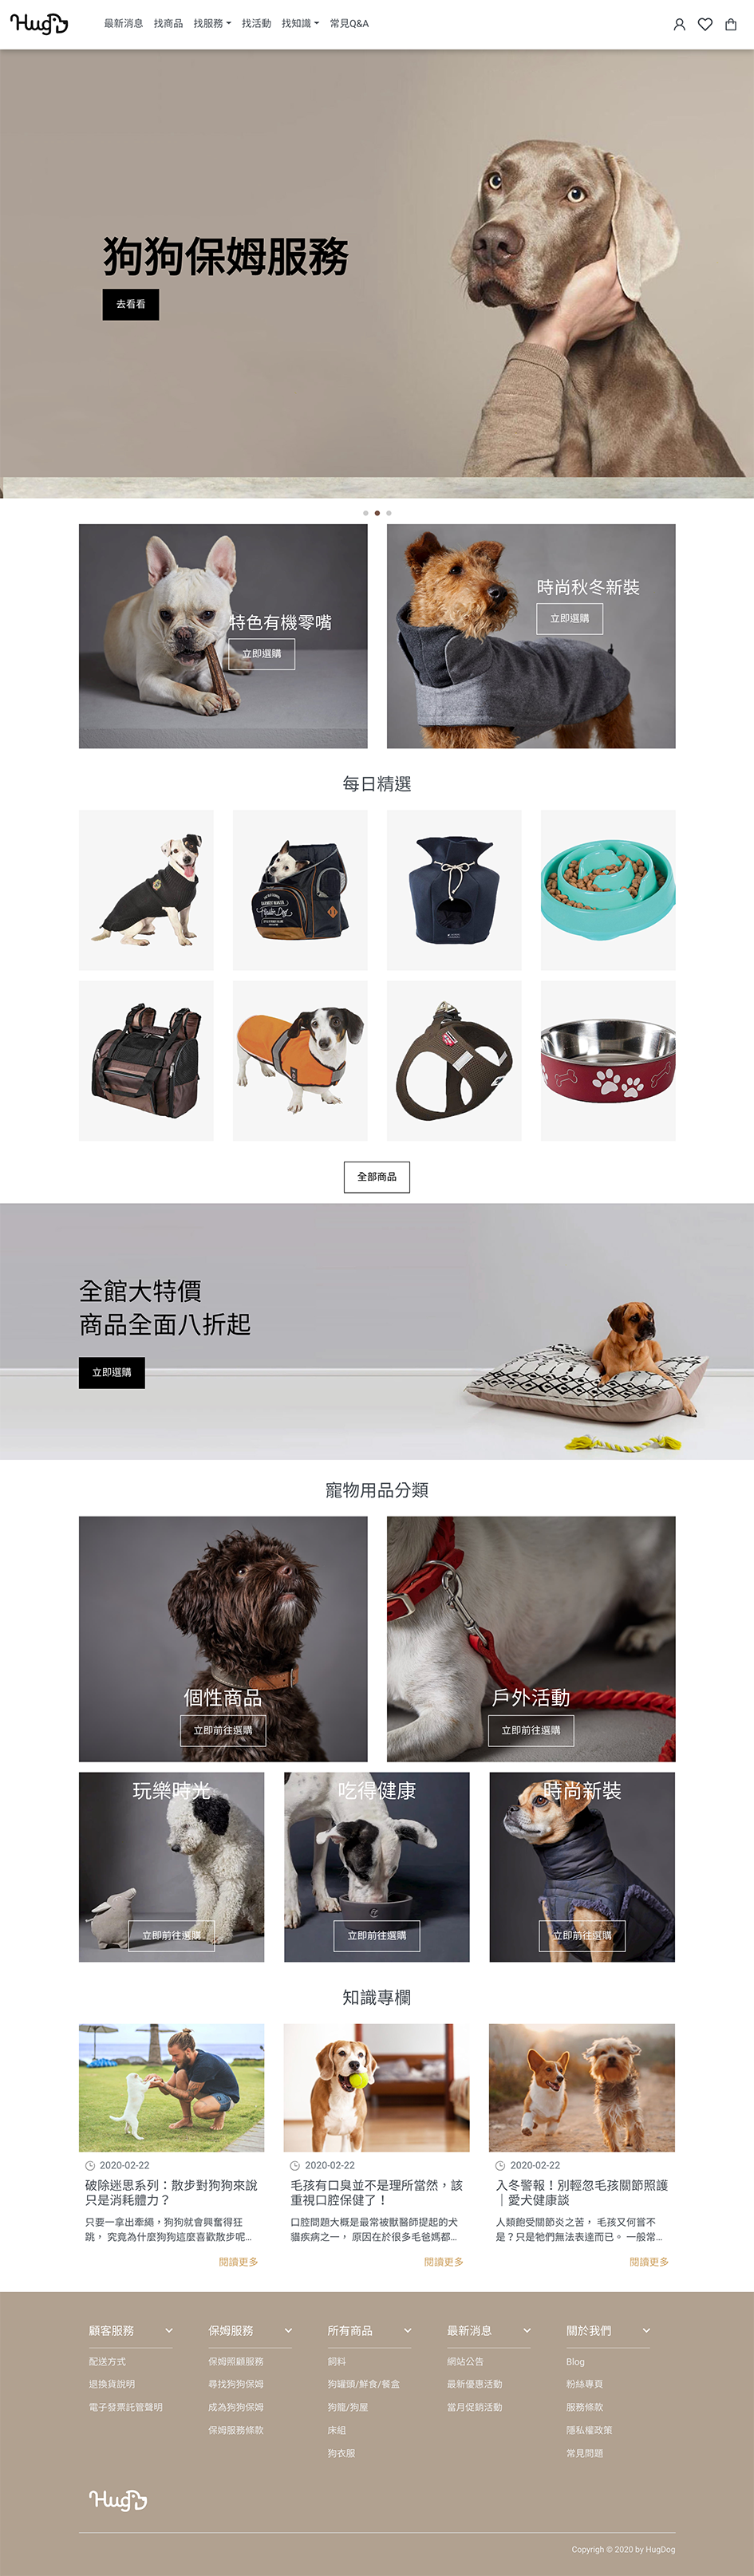 HugD
最新消息
找商品
找服務
找活動
找知識
常見Q&A
狗狗保姆服務
去看看
特色有機零嘴
立即選購
時尚秋冬新裝
立即選購
每日精選
全部商品
全館大特價
商品全面八折起
立即選購
寵物用品分類
個性商品
立即前往選購
戶外活動
立即前往選購
玩樂時光
立即前往選購
吃得健康
立即前往選購
時尚新裝
立即前往選購
知識專欄
2020-02-22
破除迷思系列：散步對狗狗來說
只是消耗體力？
只要一拿出牽繩，狗狗就會興奮得狂
跳， 究竟為什麼狗狗這麼喜歡散步呢...
閱讀更多
2020-02-22
毛孩有口臭並不是理所當然，該
重視口腔保健了！
口腔問題大概是最常被獸醫師提起的犬
貓疾病之一， 原因在於很多毛爸媽都...
閱讀更多
2020-02-22
入冬警報！別輕忽毛孩關節照護
｜愛犬健康談
人類飽受關節炎之苦， 毛孩又何嘗不
是？只是牠們無法表達而已。 一般常...
閱讀更多
顧客服務
配送方式
退換貨說明
電子發票託管聲明
保姆服務
保姆照顧服務
尋找狗狗保姆
成為狗狗保姆
保姆服務條款
所有商品
飼料
狗罐頭/鮮食/餐盒
狗籠/狗屋
床組
狗衣服
最新消息
網站公告
最新優惠活動
當月促銷活動
關於我們
Blog
粉絲專頁
服務條款
隱私權政策
常見問題
HugD
Copyrigh © 2020 by HugDog